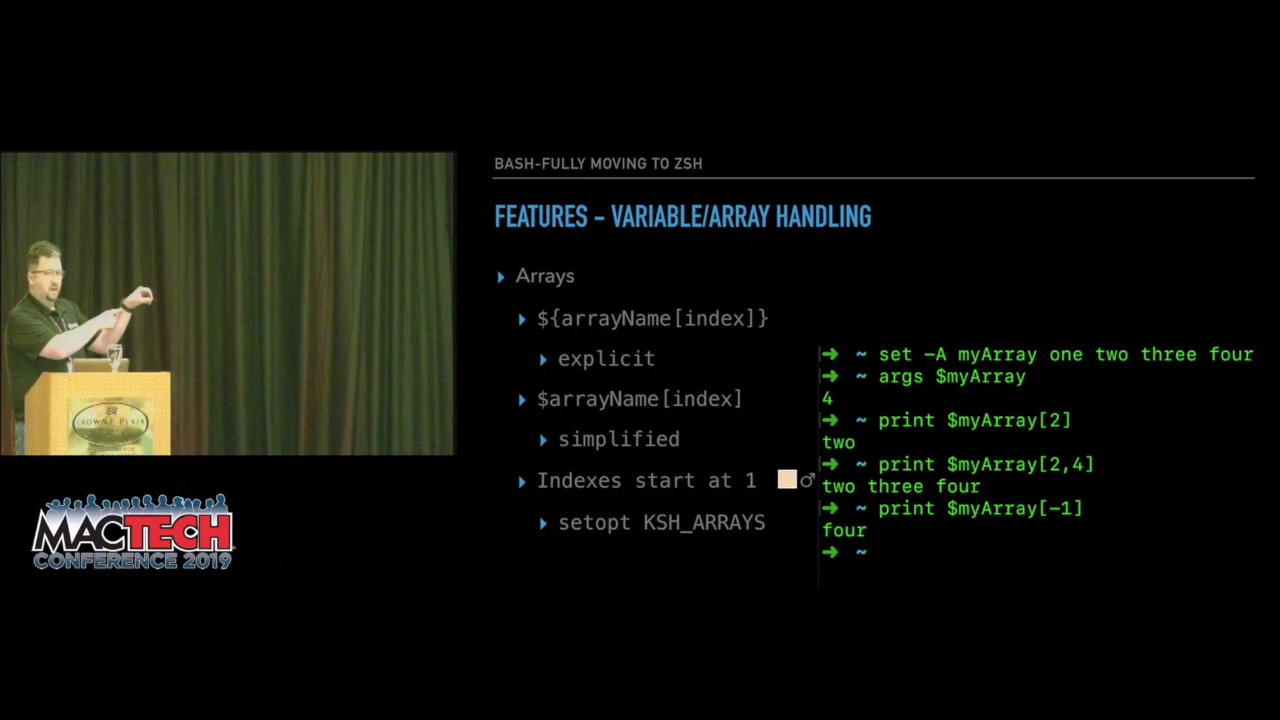 BASH-FULLY MOVING TO ZSH
FEATURES - VARIABLE/ARRAY HANDLING
Arrays
${arrayName[index]}
explicit
$arrayName[index]
simplified
Indexes start at 1 ♂
setopt KSH_ARRAYS
➜ ~ set -A myArray one two three four
➜ ~ args $myArray
4
➜ ~ print $myArray[2]
two
➜ ~ print $myArray[2,4]
two three four
➜ ~ print $myArray[-1]
four
➜ ~
CROWNE PLAZA
MACTECH
CONFERENCE 2019